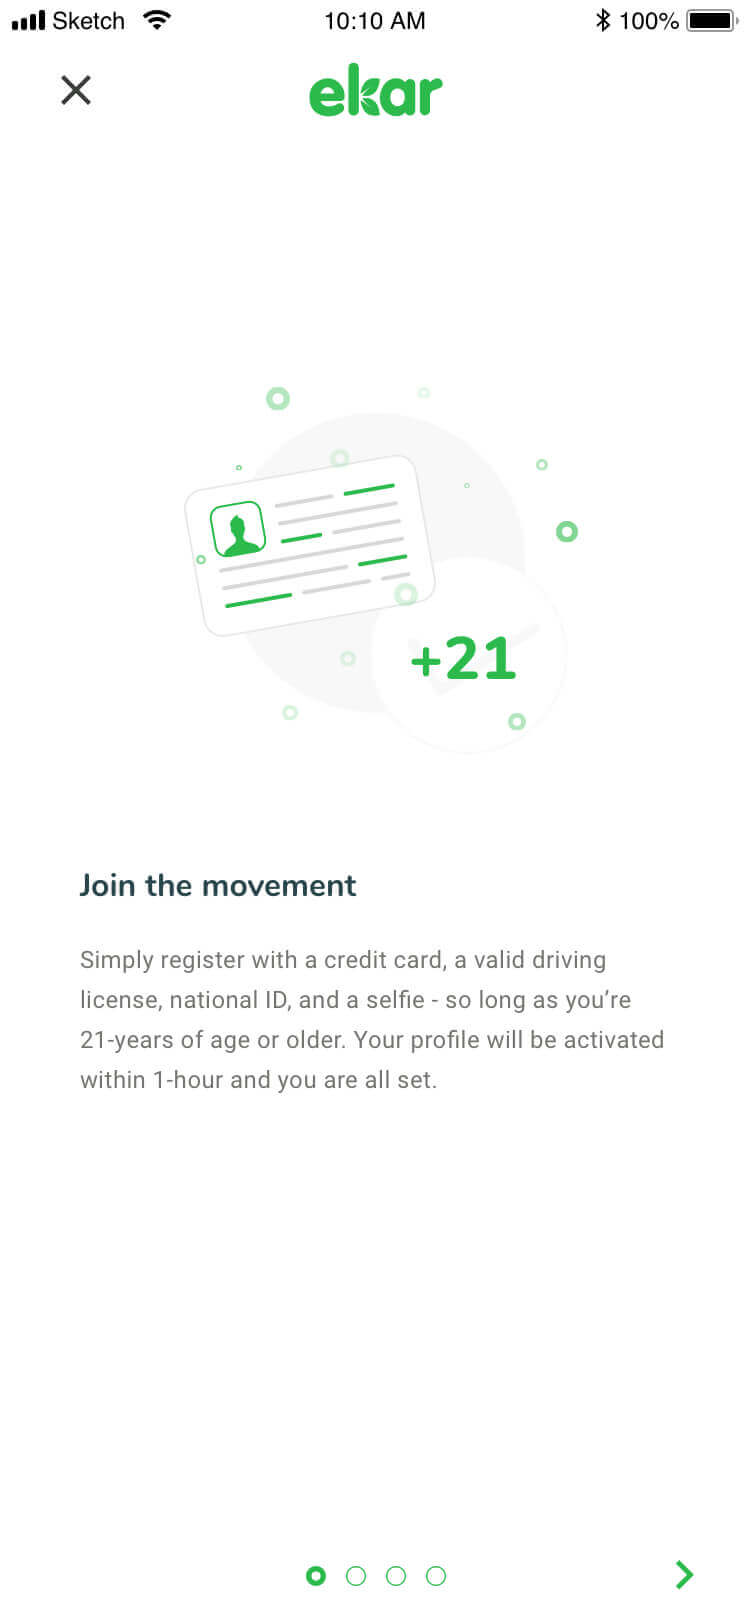 Sketch 10:10 AM 100%
ekar
+21
Join the movement
Simply register with a credit card, a valid driving
license, national ID, and a selfie - so long as you’re
21-years of age or older. Your profile will be activated
within 1-hour and you are all set.